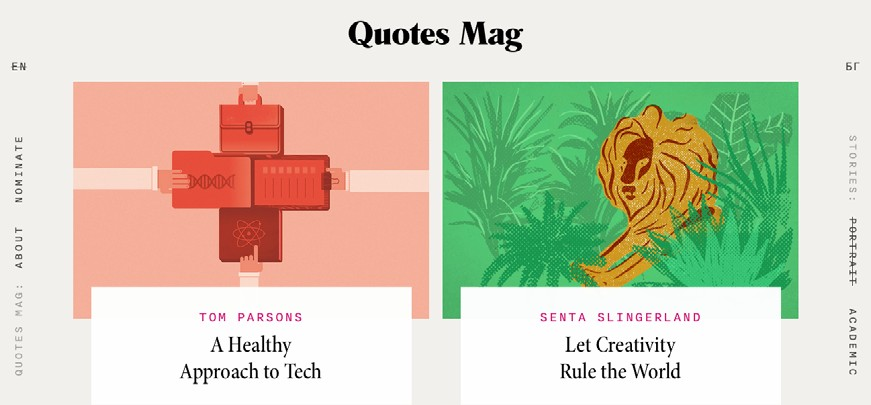 Quotes Mag
EN
БГ
QUOTES MAG: ABOUT NOMINATE
STORIES: PORTRAIT ACADEMIC
TOM PARSONS
A Healthy
Approach to Tech
SENTA SLINGERLAND
Let Creativity
Rule the World